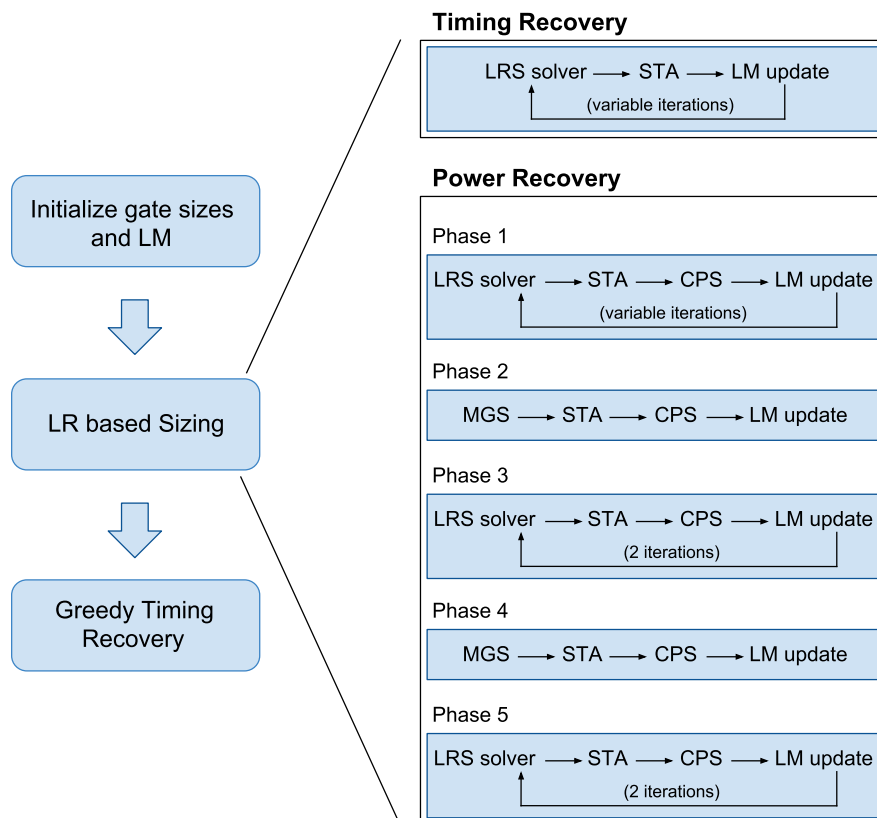 Initialize gate sizes
and LM
LR based Sizing
Greedy Timing
Recovery
Timing Recovery
LRS solver STA LM update
(variable iterations)
Power Recovery
Phase 1
LRS solver STA CPS LM update
(variable iterations)
Phase 2
MGS STA CPS LM update
Phase 3
LRS solver STA CPS LM update
(2 iterations)
Phase 4
MGS STA CPS LM update
Phase 5
LRS solver STA CPS LM update
(2 iterations)